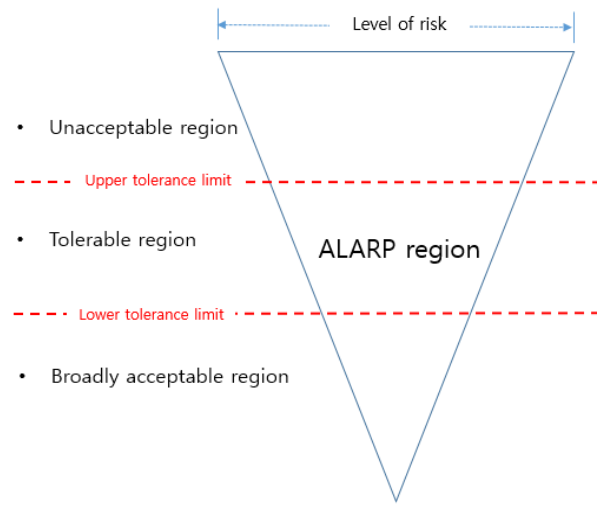 Level of risk
• Unacceptable region
Upper tolerance limit
• Tolerable region
ALARP region
Lower tolerance limit
• Broadly acceptable region